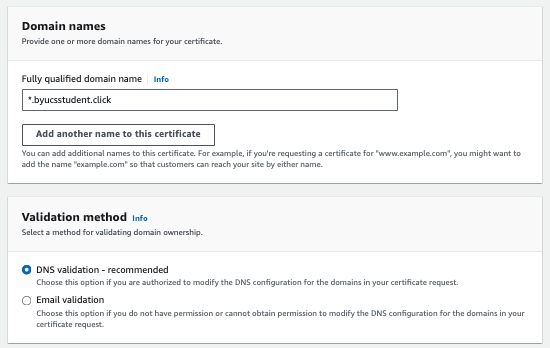 Domain names
Provide one or more domain names for your certificate.
Fully qualified domain name Info
*.byucsstudent.click
Add another name to this certificate
You can add additional names to this certificate. For example, if you're requesting a certificate for "www.example.com", you might want to
add the name "example.com" so that customers can reach your site by either name.
Validation method Info
Select a method for validating domain ownership.
DNS validation - recommended
Choose this option if you are authorized to modify the DNS configuration for the domains in your certificate request.
Email validation
Choose this option if you do not have permission or cannot obtain permission to modify the DNS configuration for the domains in your
certificate request.